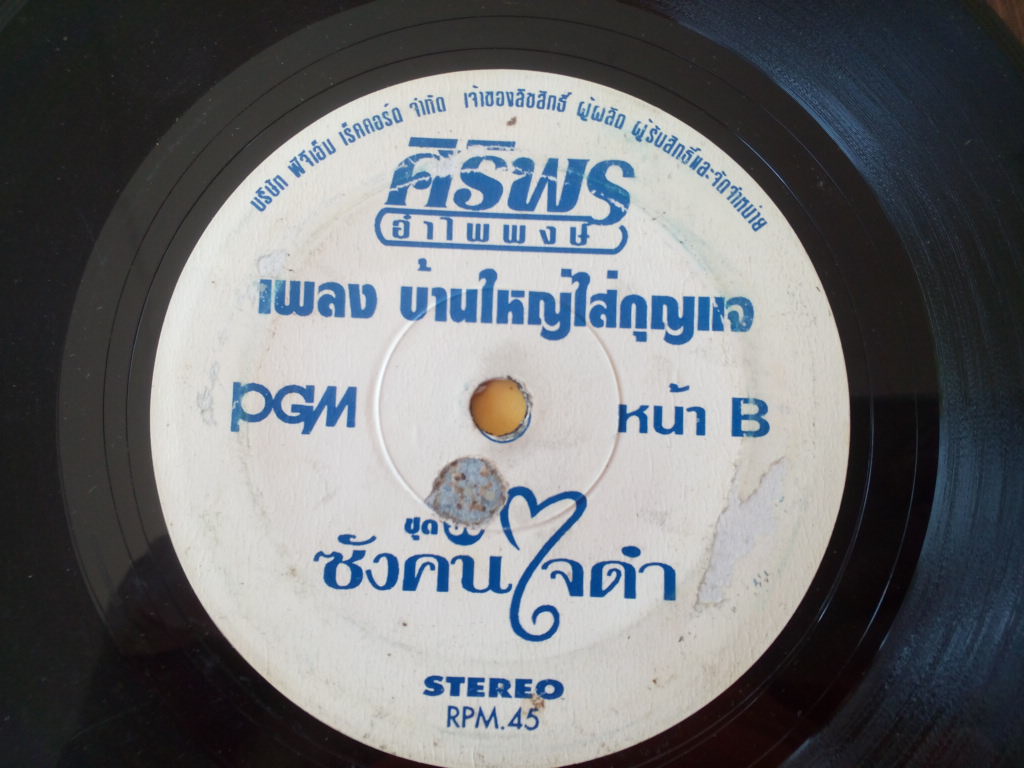 บริษัท พีจีเอ็ม เร็คคอร์ด จำกัด เจ้าของลิขสิทธิ์ ผู้ผลิต ผู้รับสิทธิ์และจัดจำหน่าย
ศิริพร
อำไพพงษ์
เพลง บ้านใหญ่ใส่กุญแจ
PGM
หน้า B
ชุด
ซังคันใจดำ
STEREO
RPM.45